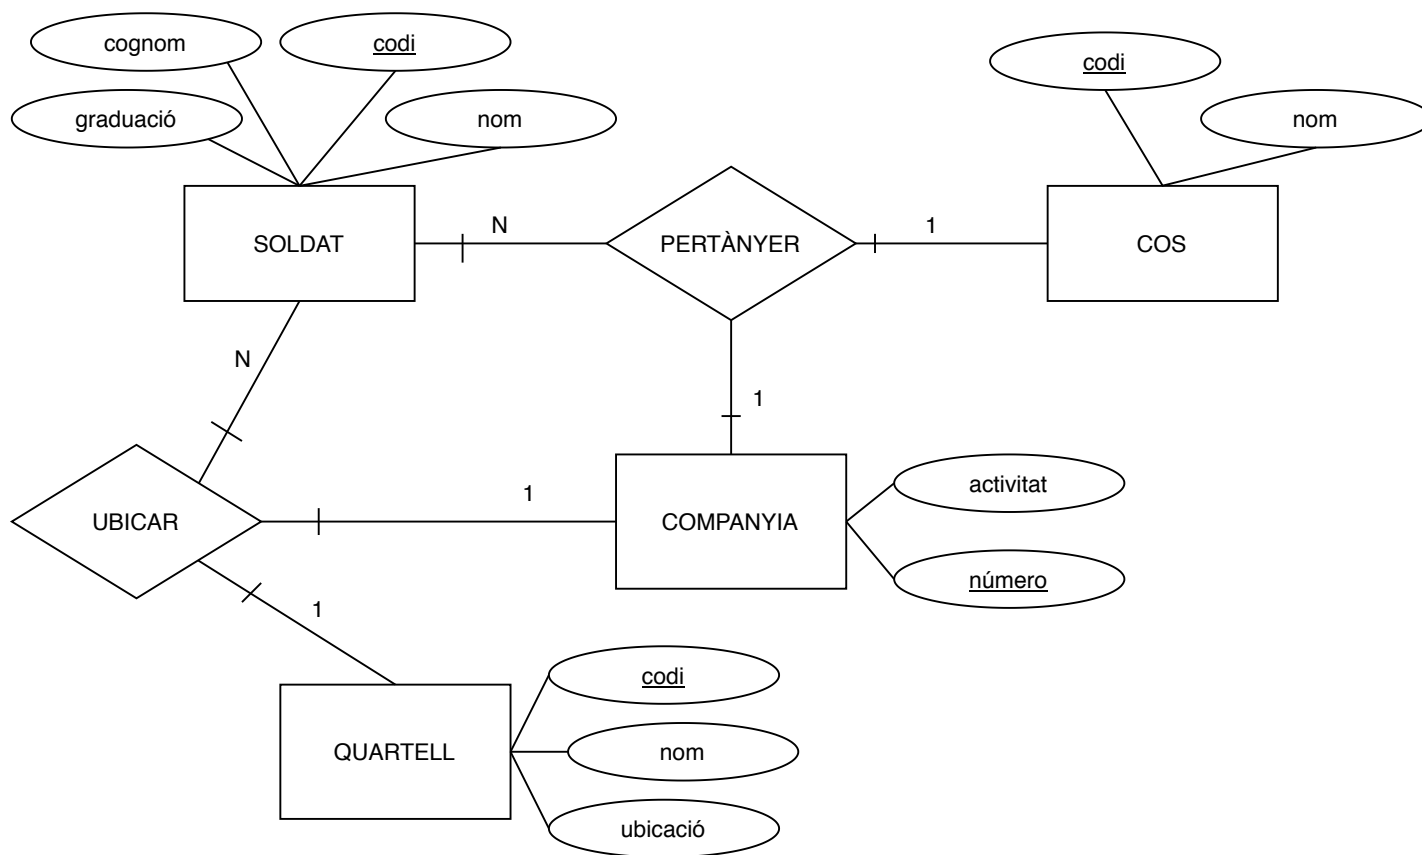 cognom
codi
codi
graduació
nom
nom
SOLDAT
N
PERTÀNYER
1
COS
N
1
activitat
1
UBICAR
COMPANYIA
número
1
codi
QUARTELL
nom
ubicació